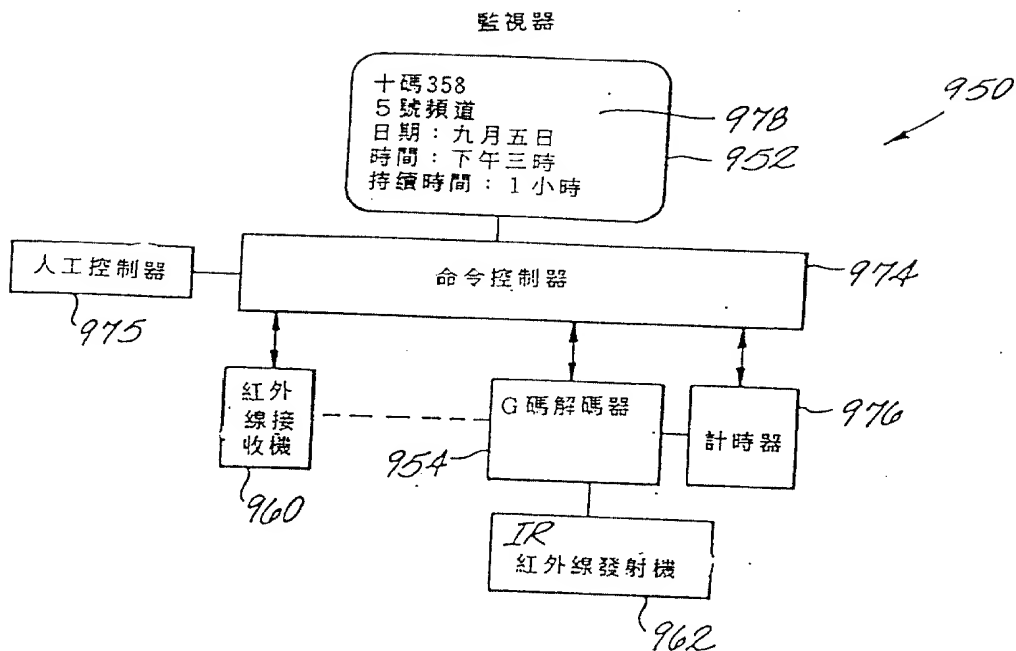 監視器
950
十碼358
5號頻道
日期：九月五日
時間：下午三時
持續時間：1小時
978
952
人工控制器
975
命令控制器
974
紅外
線接
收機
960
G碼解碼器
954
計時器
976
IR
紅外線發射機
962